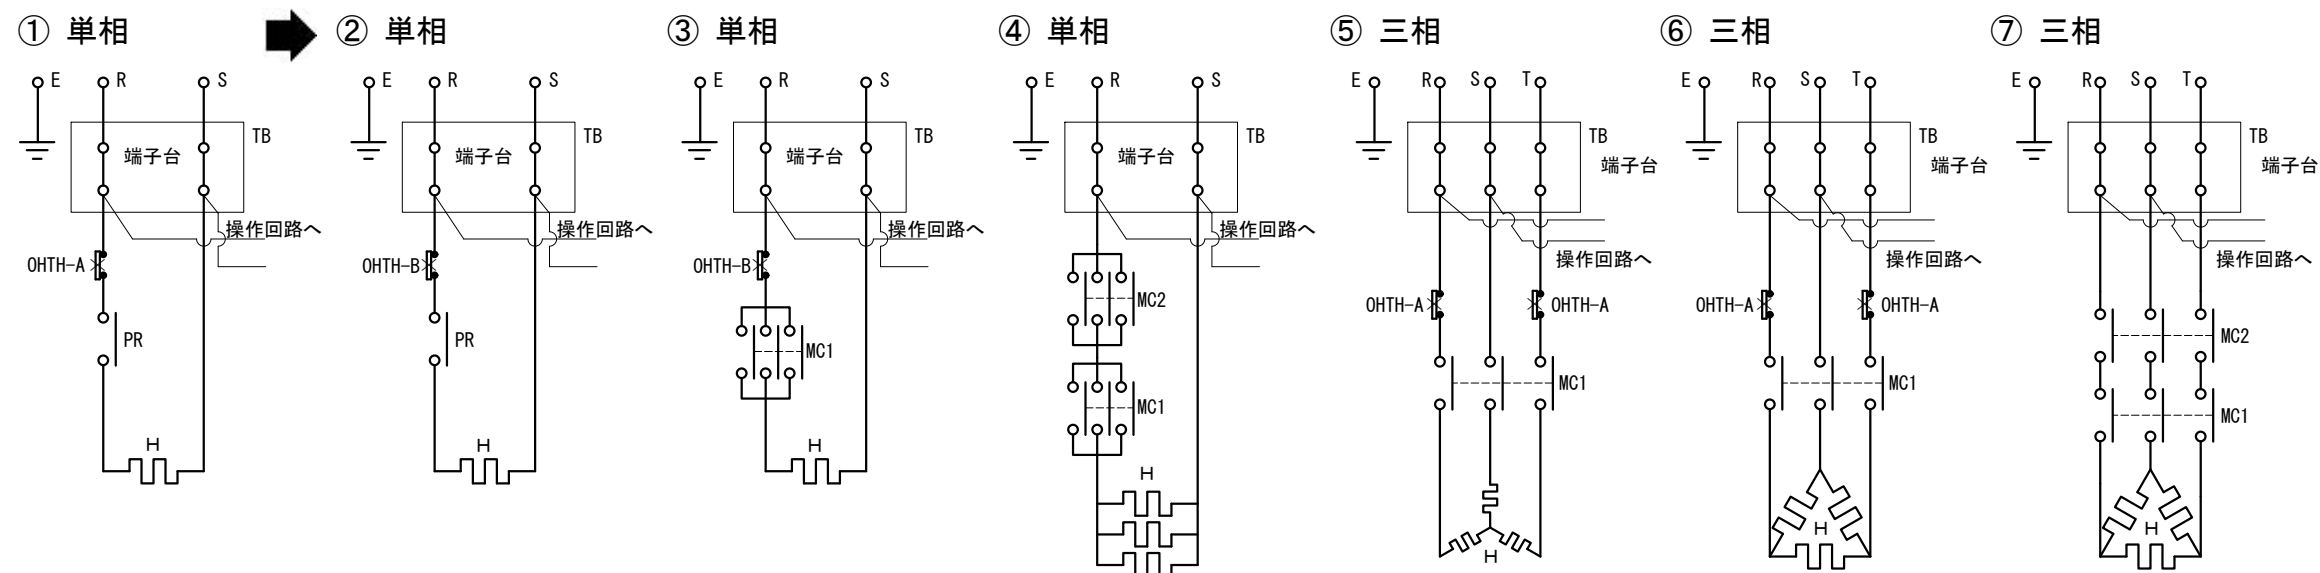 ① 単相
② 単相
③ 単相
④ 単相
⑤ 三相
⑥ 三相
⑦ 三相
E R S
TB
端子台
操作回路へ
OHTH-A
PR
H
E R S
TB
端子台
操作回路へ
OHTH-B
PR
H
E R S
TB
端子台
操作回路へ
OHTH-B
MC1
H
E R S
TB
端子台
操作回路へ
MC2
MC1
H
E R S T
TB
端子台
操作回路へ
OHTH-A OHTH-A
MC1
H
E R S T
TB
端子台
操作回路へ
OHTH-A OHTH-A
MC1
H
E R S T
TB
端子台
操作回路へ
MC2
MC1
H